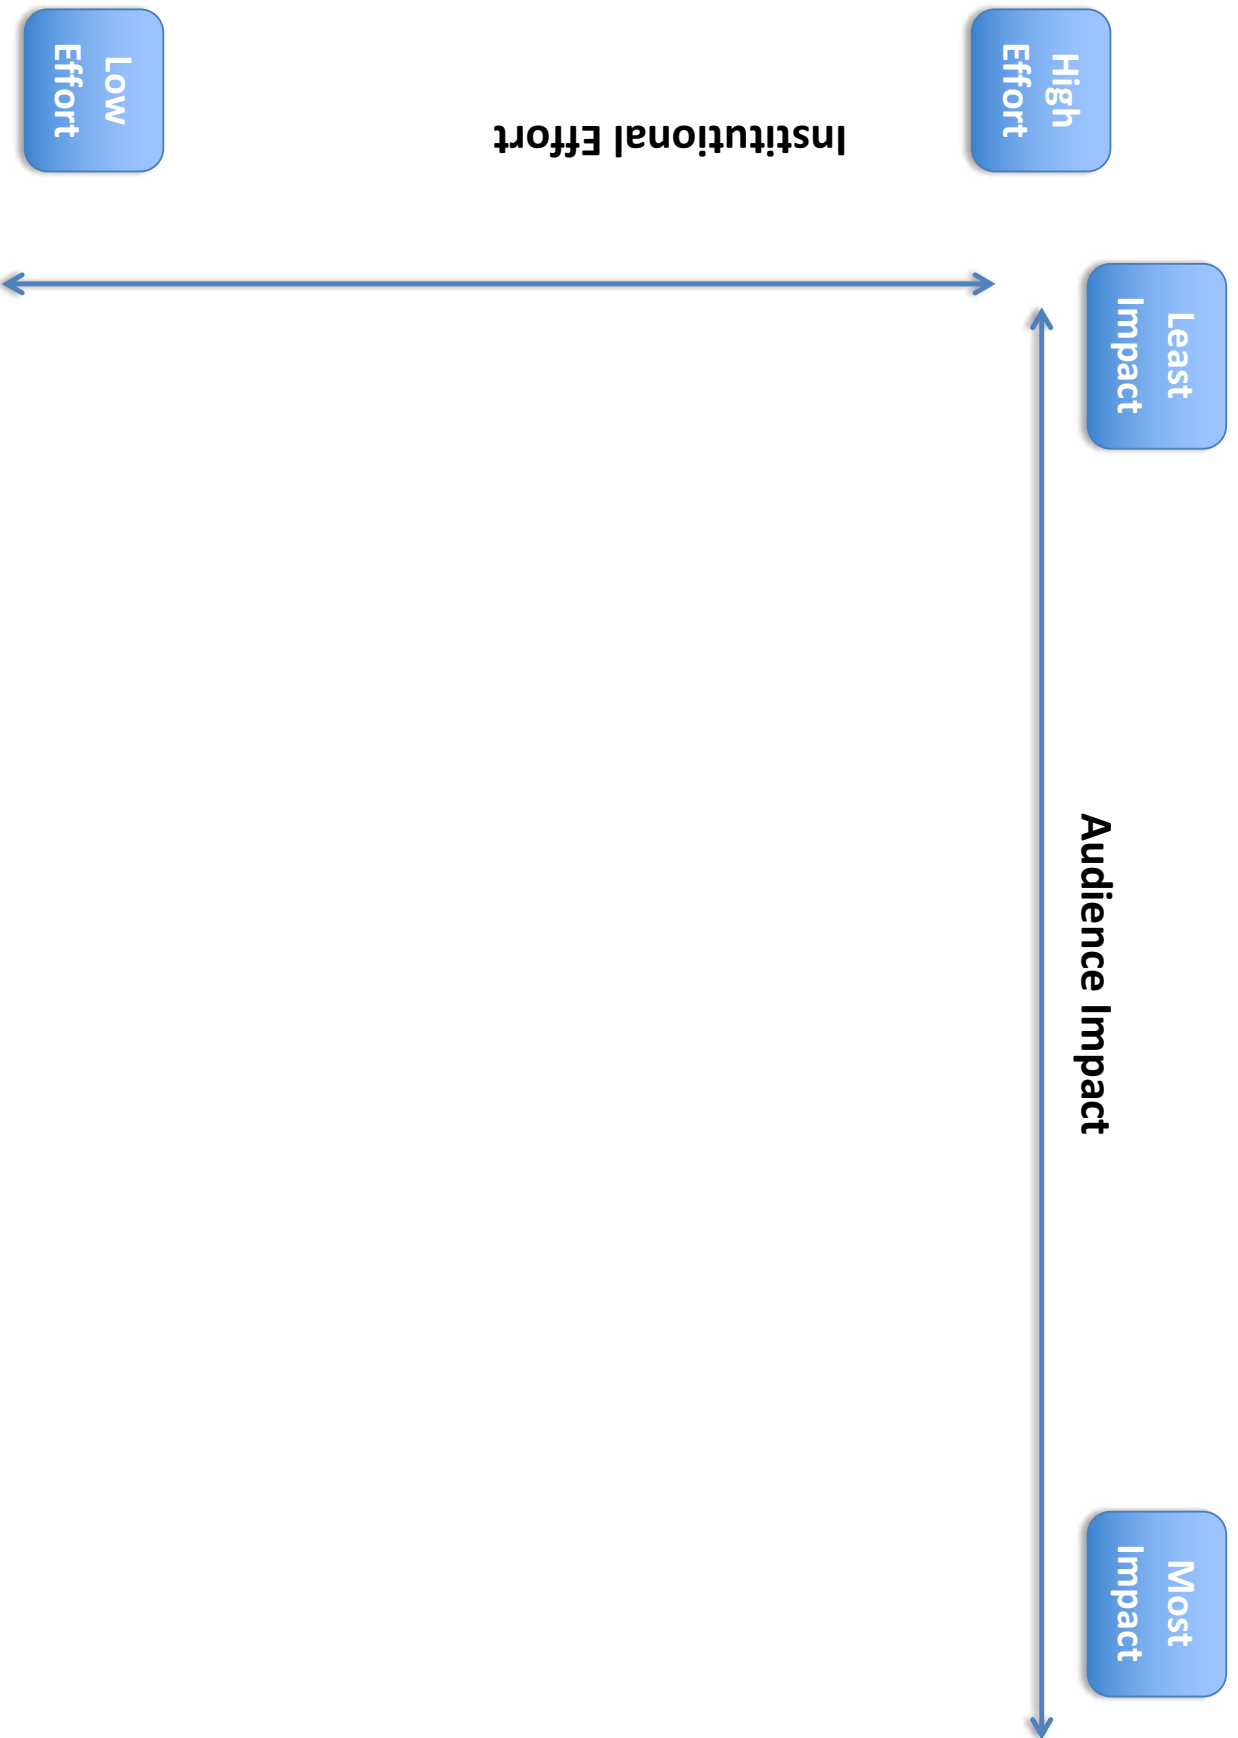 Least
Impact
Audience Impact
Most
Impact
High
Effort
Institutional Effort
Low
Effort